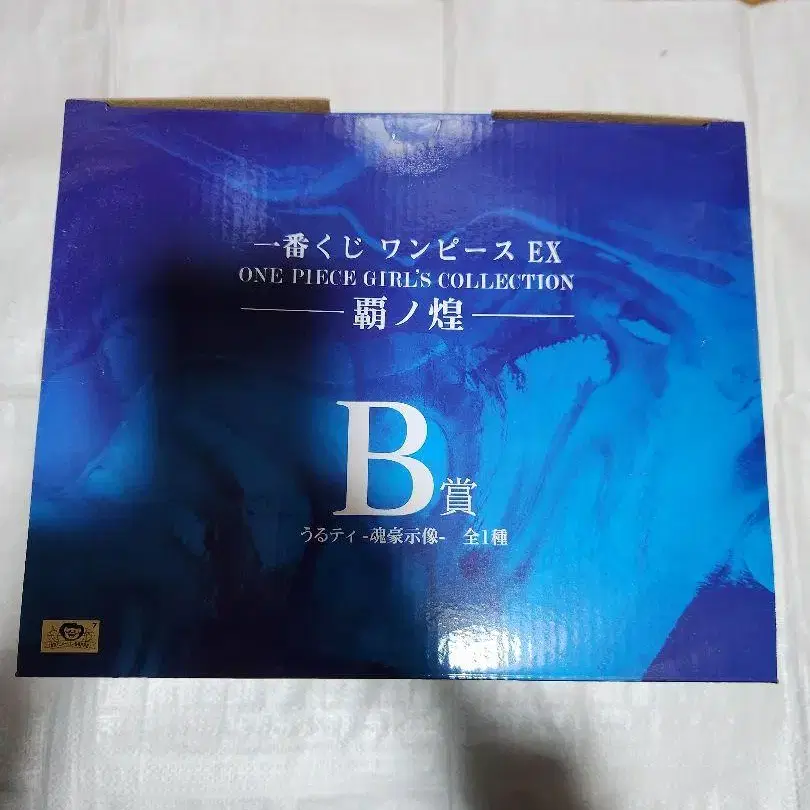 一番くじ ワンピース EX
ONE PIECE GIRL'S COLLECTION
覇ノ煌
B賞
うるティ -魂豪示像- 全1種